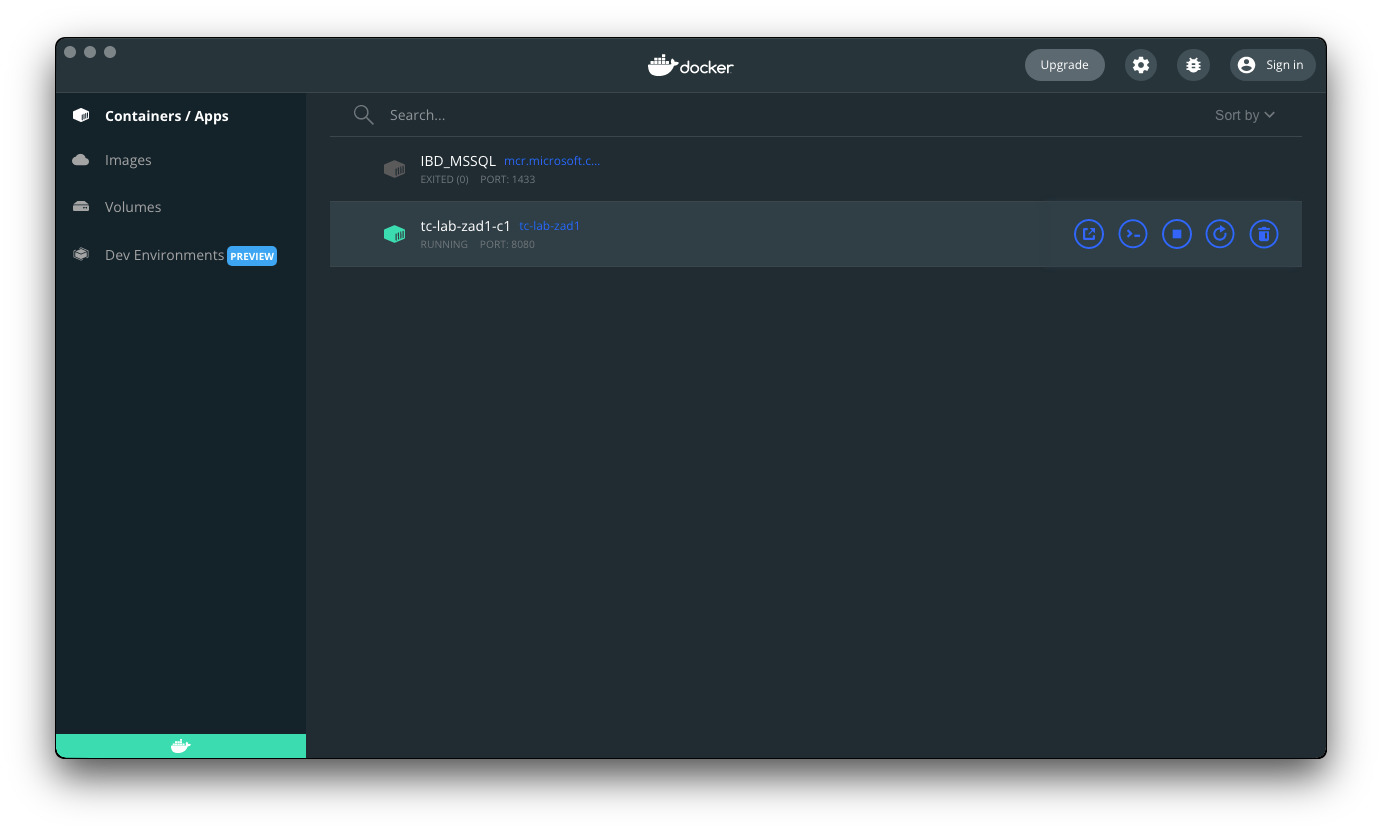 docker
Upgrade
Sign in
Containers / Apps
Images
Volumes
Dev Environments PREVIEW
Search...
Sort by
IBD_MSSQL mcr.microsoft.c...
EXITED (0) PORT: 1433
tc-lab-zad1-c1 tc-lab-zad1
RUNNING PORT: 8080